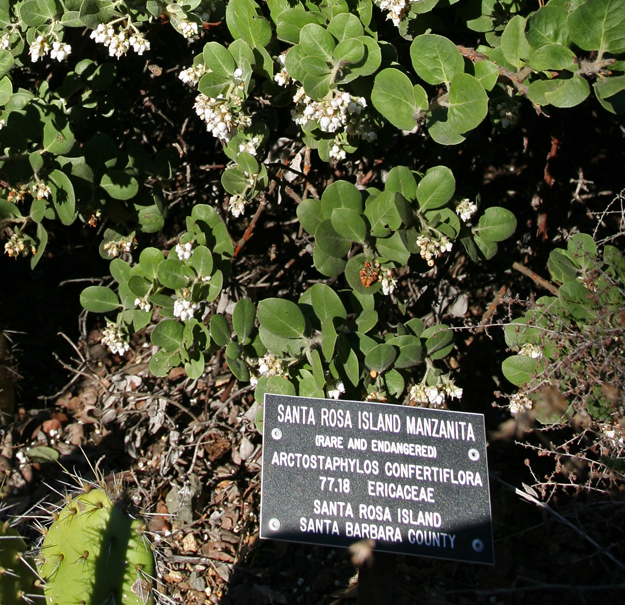 SANTA ROSA ISLAND MANZANITA
(RARE AND ENDANGERED)
ARCTOSTAPHYLOS CONFERTIFLORA
77.18 ERICACEAE
SANTA ROSA ISLAND
SANTA BARBARA COUNTY